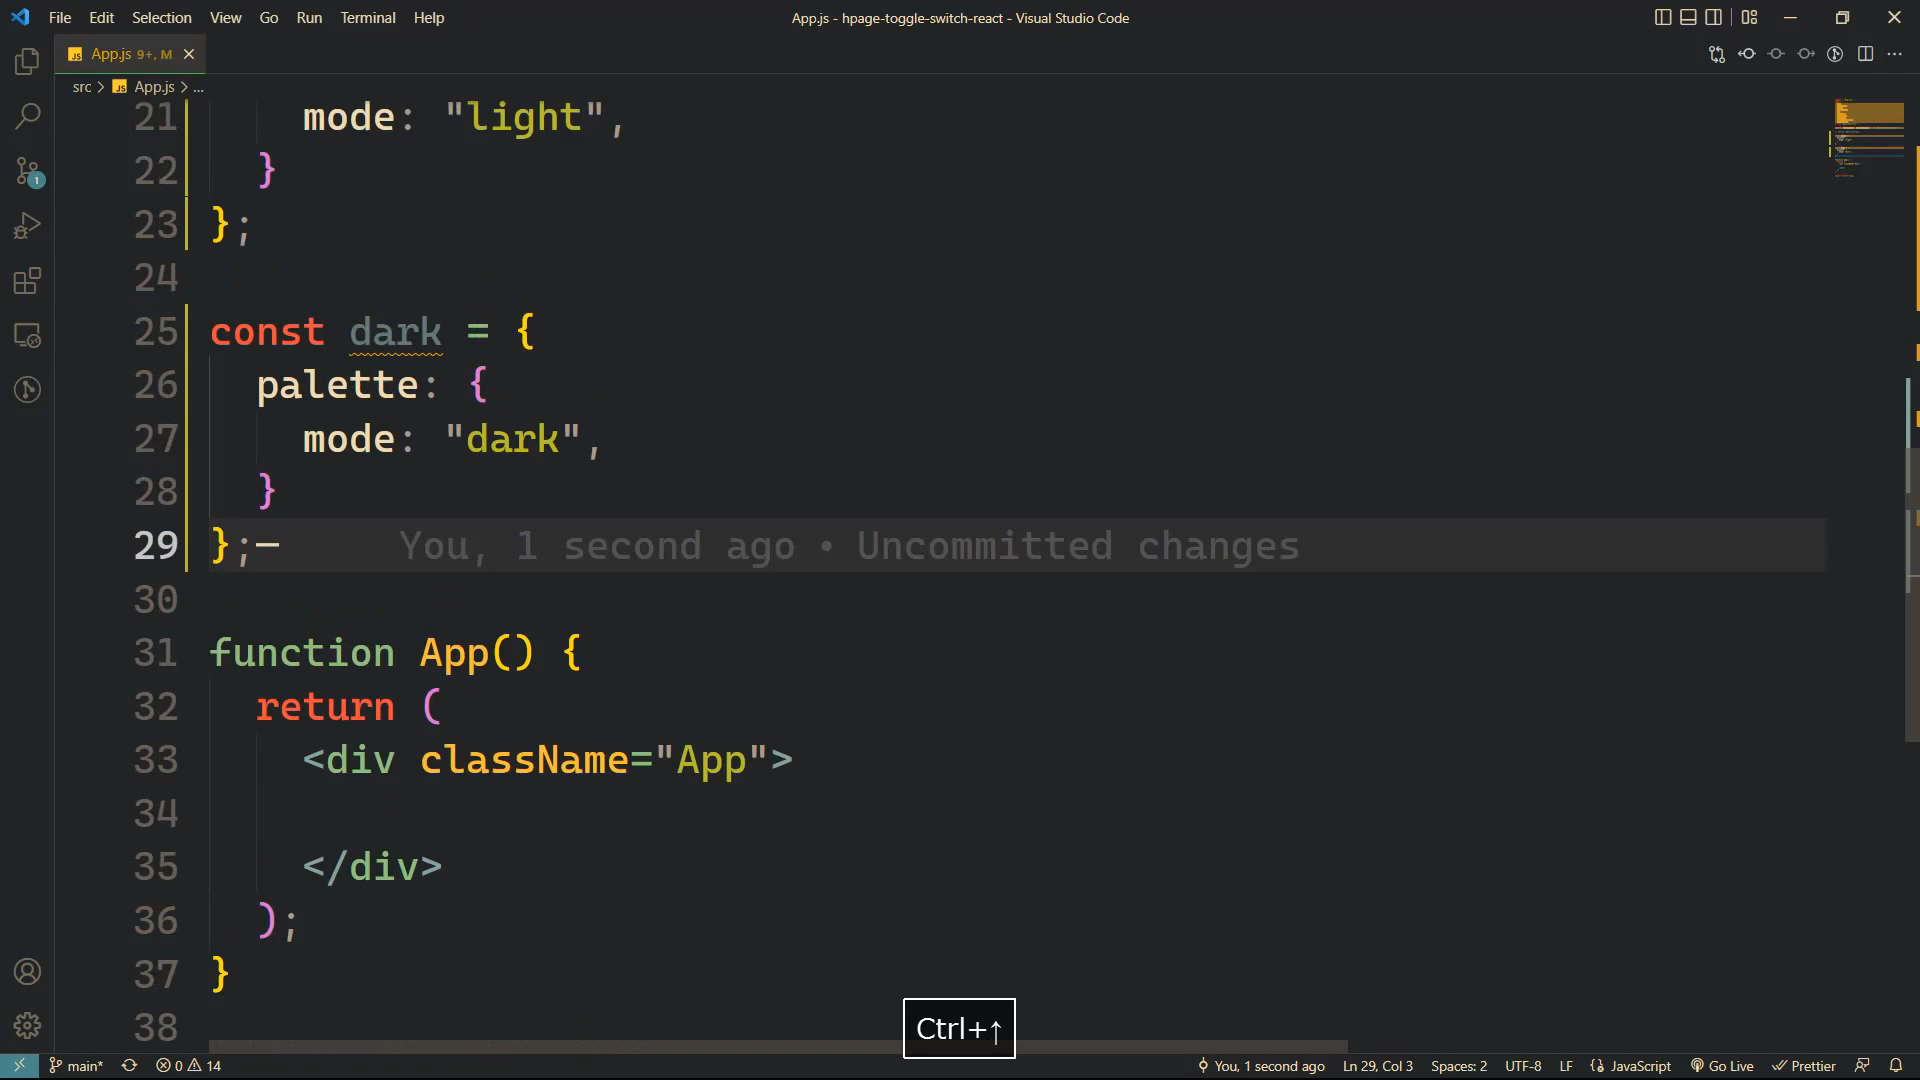 File Edit Selection View Go Run Terminal Help
App.js - hpage-toggle-switch-react - Visual Studio Code
App.js 9+, M
src > App.js > ...
21 mode: "light",
22 }
23 };
24
25 const dark = {
26 palette: {
27 mode: "dark",
28 }
29 }; You, 1 second ago • Uncommitted changes
30
31 function App() {
32 return (
33 <div className="App">
34
35 </div>
36 );
37 }
38
Ctrl+↑
1
main* 0 14 You, 1 second ago Ln 29, Col 3 Spaces: 2 UTF-8 LF JavaScript Go Live Prettier